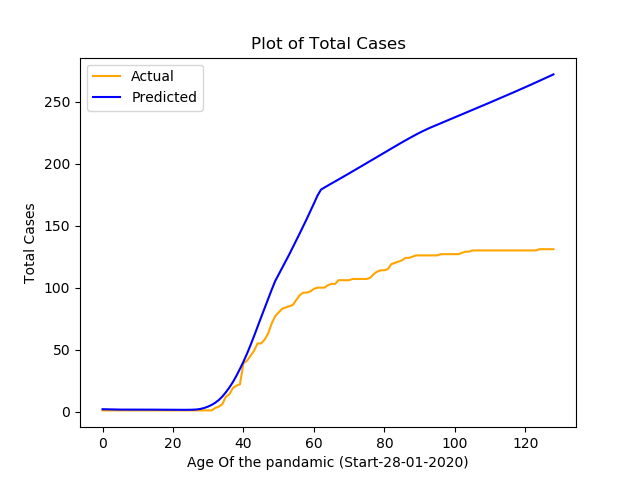 Plot of Total Cases
Actual
Predicted
Total Cases
250
200
150
100
50
0
0 20 40 60 80 100 120
Age Of the pandamic (Start-28-01-2020)